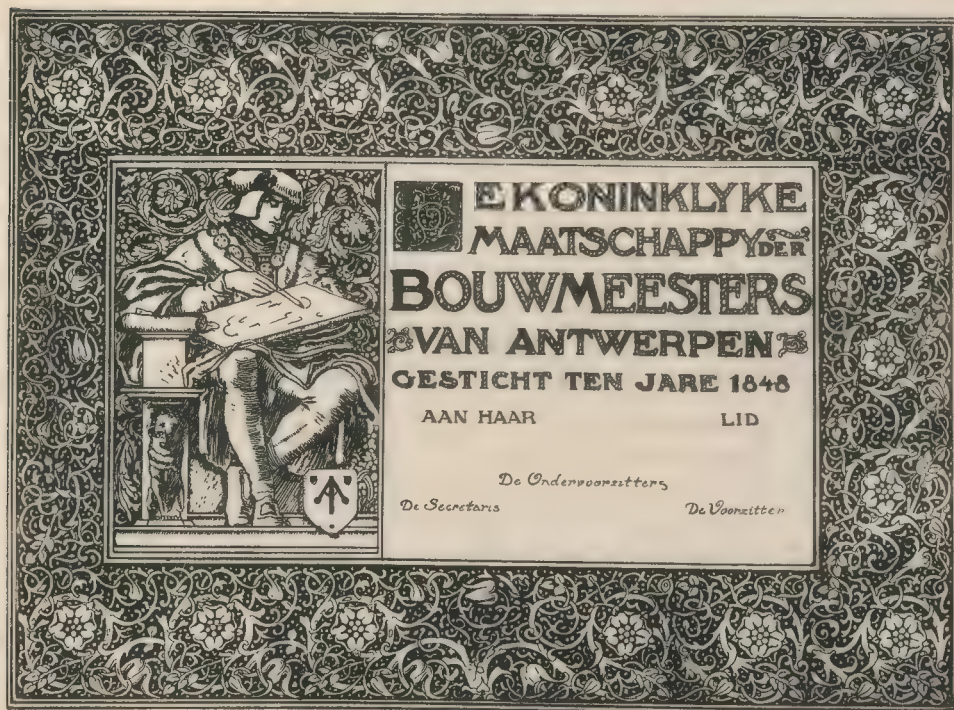 DE KONINKLYKE
MAATSCHAPPY DER
BOUWMEESTERS
VAN ANTWERPEN
GESTICHT TEN JARE 1848
AAN HAAR LID
De Ondervoorzitters
De Secretaris De Voorzitter